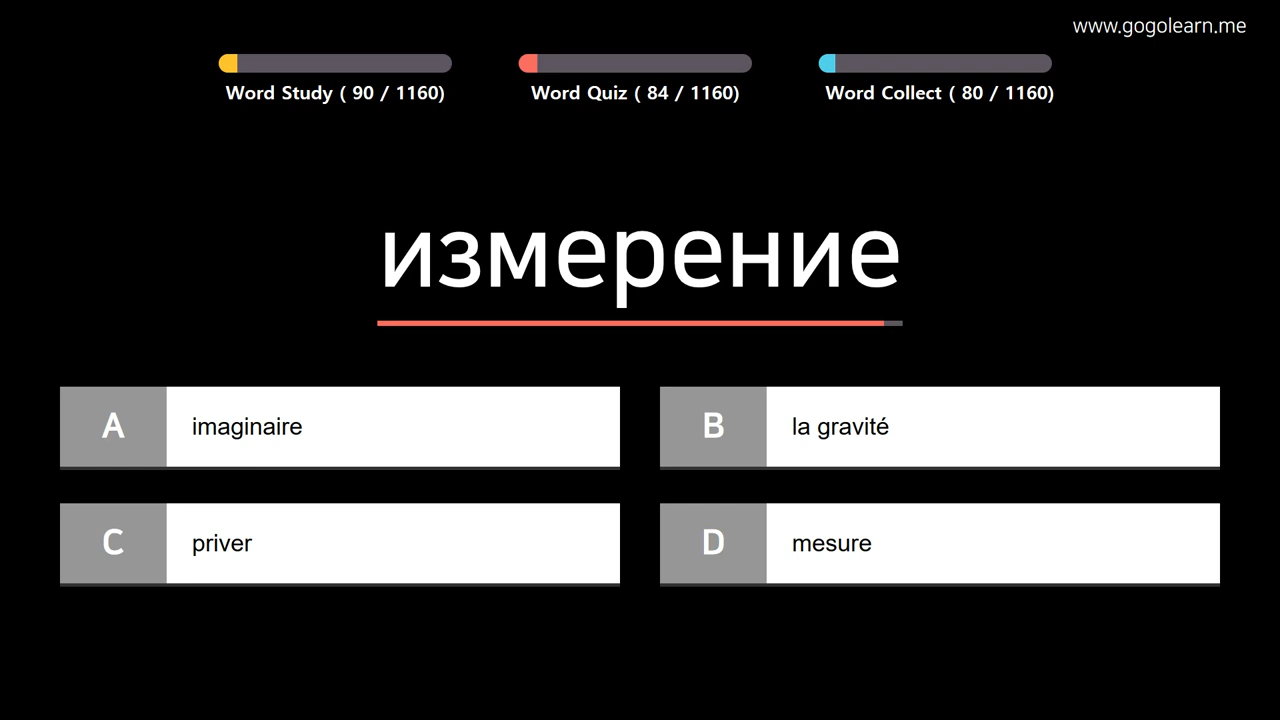 www.gogolearn.me
Word Study ( 90 / 1160)
Word Quiz ( 84 / 1160)
Word Collect ( 80 / 1160)
измерение
A
imaginaire
B
la gravité
C
priver
D
mesure